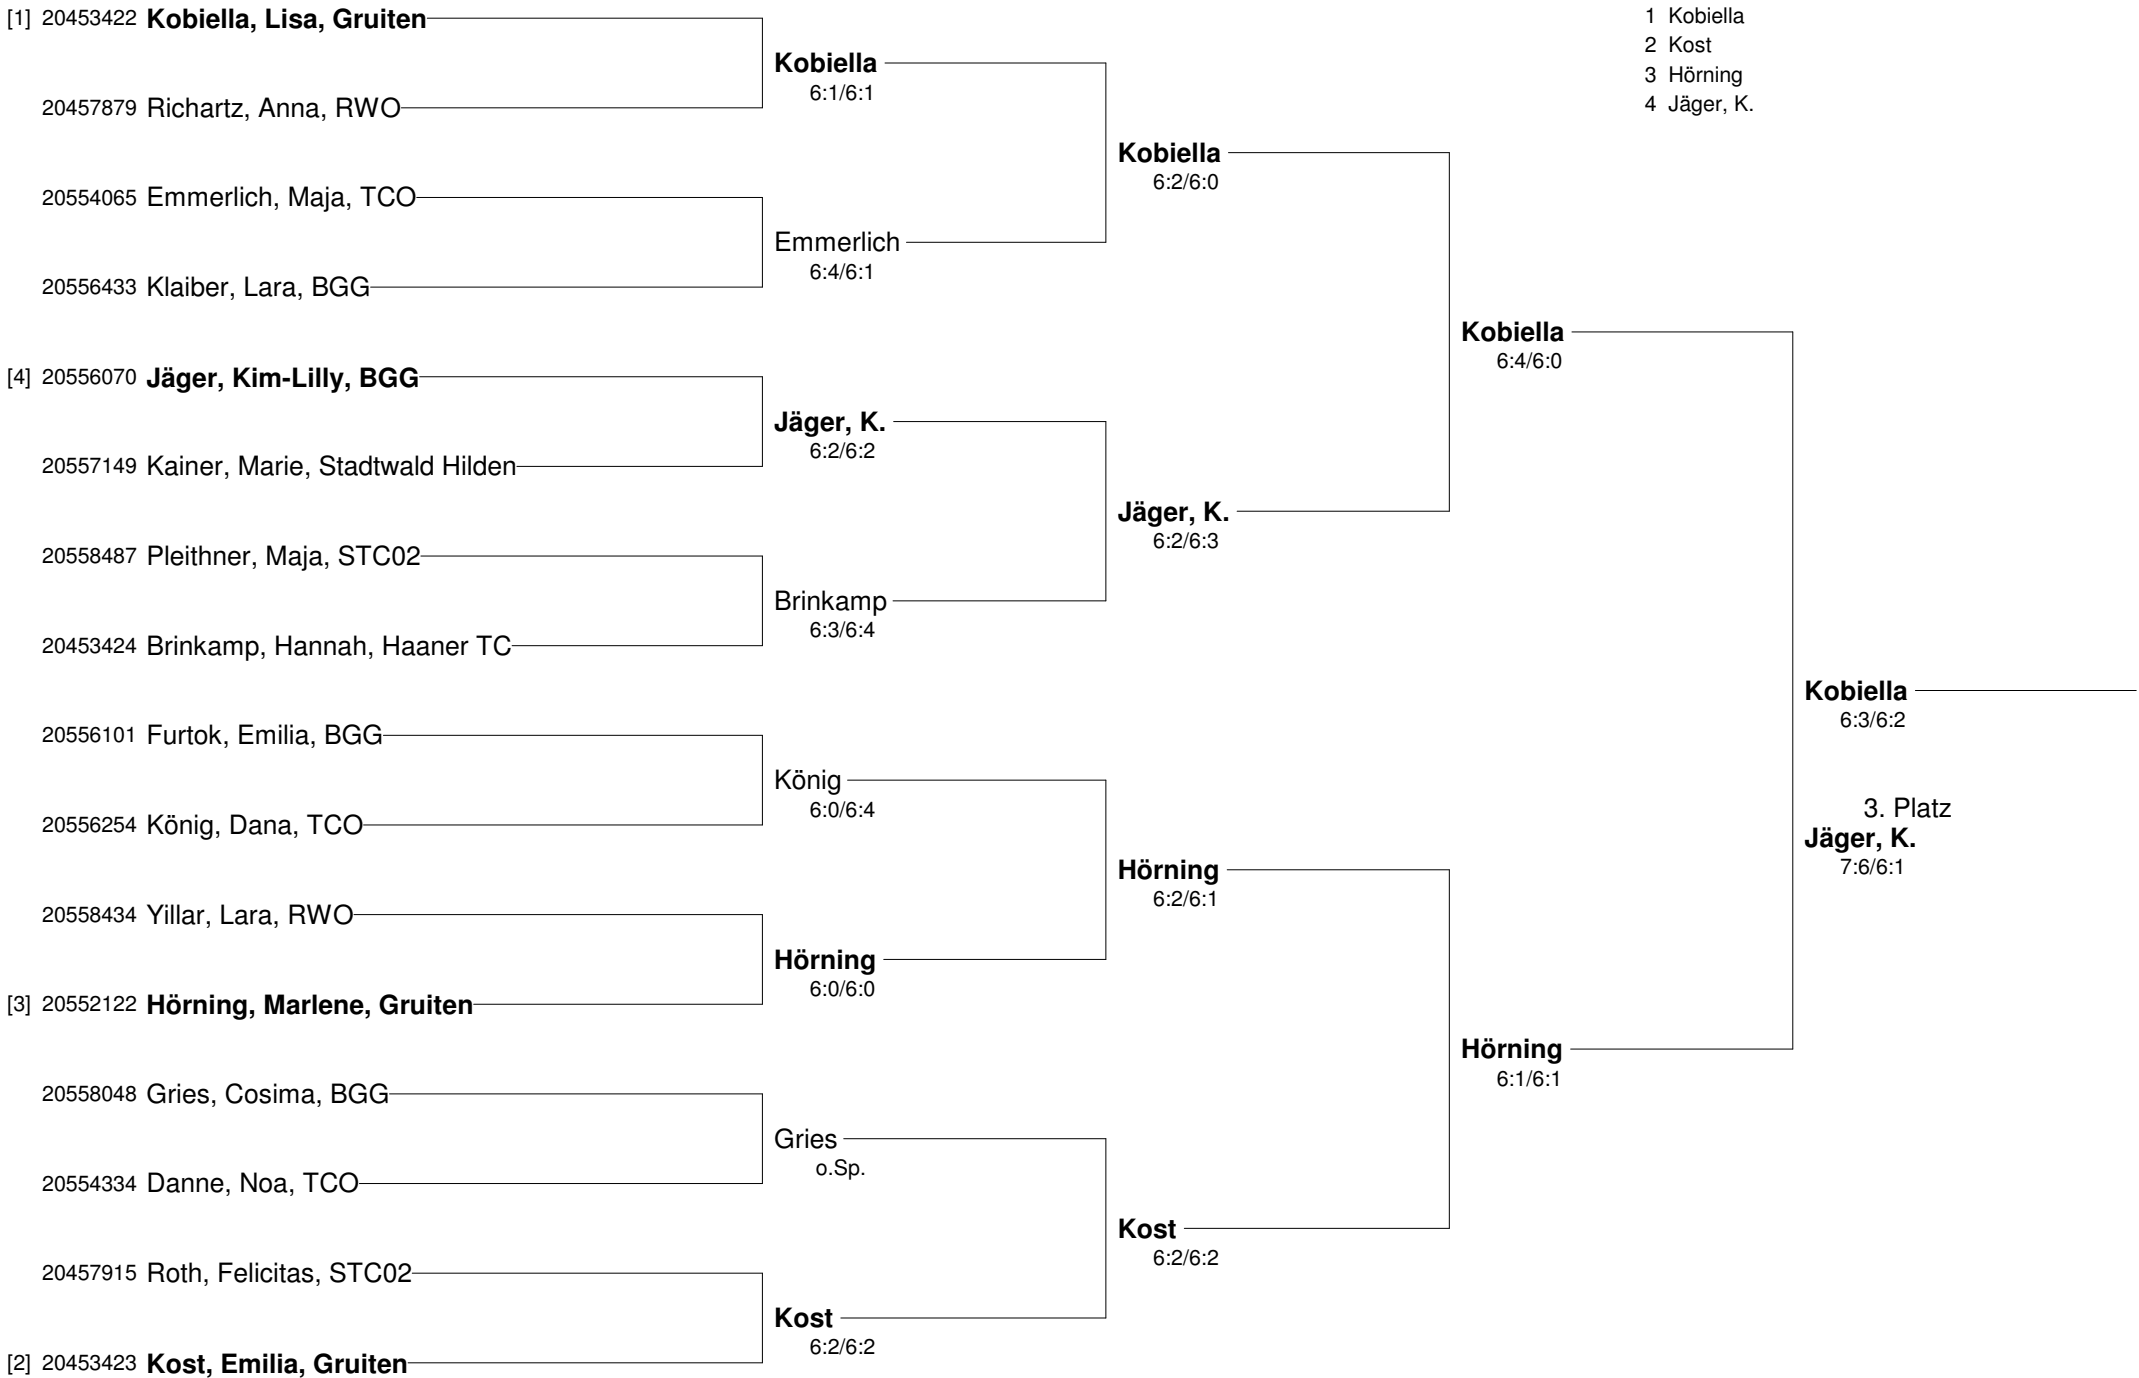 [1] 20453422 Kobiella, Lisa, Gruiten
20457879 Richartz, Anna, RWO
20554065 Emmerlich, Maja, TCO
20556433 Klaiber, Lara, BGG
[4] 20556070 Jäger, Kim-Lilly, BGG
20557149 Kainer, Marie, Stadtwald Hilden
20558487 Pleithner, Maja, STC02
20453424 Brinkamp, Hannah, Haaner TC
20556101 Furtok, Emilia, BGG
20556254 König, Dana, TCO
20558434 Yillar, Lara, RWO
[3] 20552122 Hörning, Marlene, Gruiten
20558048 Gries, Cosima, BGG
20554334 Danne, Noa, TCO
20457915 Roth, Felicitas, STC02
[2] 20453423 Kost, Emilia, Gruiten
Kobiella
6:1/6:1
Emmerlich
6:4/6:1
Jäger, K.
6:2/6:2
Brinkamp
6:3/6:4
König
6:0/6:4
Hörning
6:0/6:0
Gries
o.Sp.
Kost
6:2/6:2
Kobiella
6:2/6:0
Jäger, K.
6:2/6:3
Hörning
6:2/6:1
Kost
6:2/6:2
Kobiella
6:4/6:0
Hörning
6:1/6:1
Kobiella
6:3/6:2
3. Platz
Jäger, K.
7:6/6:1
1 Kobiella
2 Kost
3 Hörning
4 Jäger, K.